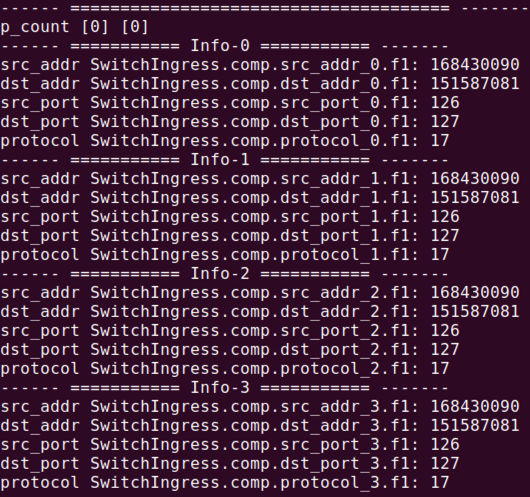 ------ ====================================== -------
p_count [0] [0]
------ =========== Info-0 =========== -------
src_addr SwitchIngress.comp.src_addr_0.f1: 168430090
dst_addr SwitchIngress.comp.dst_addr_0.f1: 151587081
src_port SwitchIngress.comp.src_port_0.f1: 126
dst_port SwitchIngress.comp.dst_port_0.f1: 127
protocol SwitchIngress.comp.protocol_0.f1: 17
------ =========== Info-1 =========== -------
src_addr SwitchIngress.comp.src_addr_1.f1: 168430090
dst_addr SwitchIngress.comp.dst_addr_1.f1: 151587081
src_port SwitchIngress.comp.src_port_1.f1: 126
dst_port SwitchIngress.comp.dst_port_1.f1: 127
protocol SwitchIngress.comp.protocol_1.f1: 17
------ =========== Info-2 =========== -------
src_addr SwitchIngress.comp.src_addr_2.f1: 168430090
dst_addr SwitchIngress.comp.dst_addr_2.f1: 151587081
src_port SwitchIngress.comp.src_port_2.f1: 126
dst_port SwitchIngress.comp.dst_port_2.f1: 127
protocol SwitchIngress.comp.protocol_2.f1: 17
------ =========== Info-3 =========== -------
src_addr SwitchIngress.comp.src_addr_3.f1: 168430090
dst_addr SwitchIngress.comp.dst_addr_3.f1: 151587081
src_port SwitchIngress.comp.src_port_3.f1: 126
dst_port SwitchIngress.comp.dst_port_3.f1: 127
protocol SwitchIngress.comp.protocol_3.f1: 17